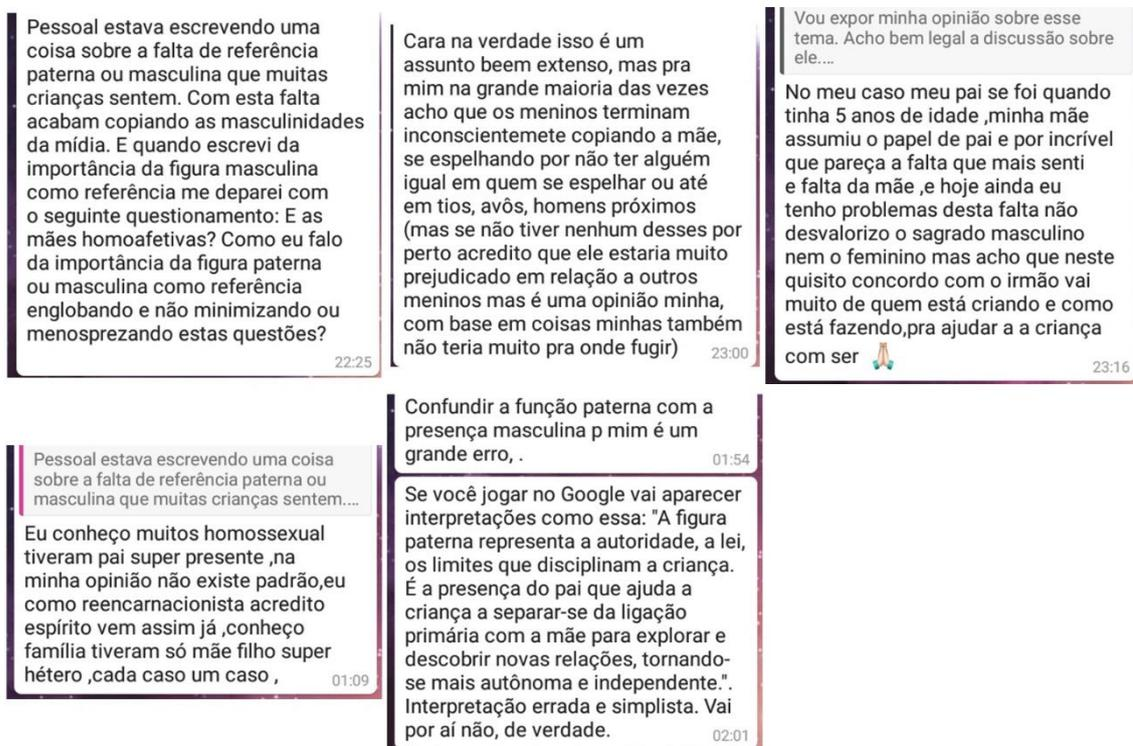 Pessoal estava escrevendo uma
coisa sobre a falta de referência
paterna ou masculina que muitas
crianças sentem. Com esta falta
acabam copiando as masculinidades
da mídia. E quando escrevi da
importância da figura masculina
como referência me deparei com
o seguinte questionamento: E as
mães homoafetivas? Como eu falo
da importância da figura paterna
ou masculina como referência
englobando e não minimizando ou
menosprezando estas questões?
22:25
Cara na verdade isso é um
assunto beem extenso, mas pra
mim na grande maioria das vezes
acho que os meninos terminam
inconscientemete copiando a mãe,
se espelhando por não ter alguém
igual em quem se espelhar ou até
em tios, avôs, homens próximos
(mas se não tiver nenhum desses por
perto acredito que ele estaria muito
prejudicado em relação a outros
meninos mas é uma opinião minha,
com base em coisas minhas também
não teria muito pra onde fugir) 23:00
Vou expor minha opinião sobre esse
tema. Acho bem legal a discussão sobre
ele....
No meu caso meu pai se foi quando
tinha 5 anos de idade ,minha mãe
assumiu o papel de pai e por incrível
que pareça a falta que mais senti
e falta da mãe ,e hoje ainda eu
tenho problemas desta falta não
desvalorizo o sagrado masculino
nem o feminino mas acho que neste
quisito concordo com o irmão vai
muito de quem está criando e como
está fazendo,pra ajudar a a criança
com ser 🙏🏻 23:16
Pessoal estava escrevendo uma coisa
sobre a falta de referência paterna ou
masculina que muitas crianças sentem....
Eu conheço muitos homossexual
tiveram pai super presente ,na
minha opinião não existe padrão,eu
como reencarnacionista acredito
espírito vem assim já ,conheço
família tiveram só mãe filho super
hétero ,cada caso um caso , 01:09
Confundir a função paterna com a
presença masculina p mim é um
grande erro, . 01:54
Se você jogar no Google vai aparecer
interpretações como essa: "A figura
paterna representa a autoridade, a lei,
os limites que disciplinam a criança.
É a presença do pai que ajuda a
criança a separar-se da ligação
primária com a mãe para explorar e
descobrir novas relações, tornando-
se mais autônoma e independente.".
Interpretação errada e simplista. Vai
por aí não, de verdade. 02:01